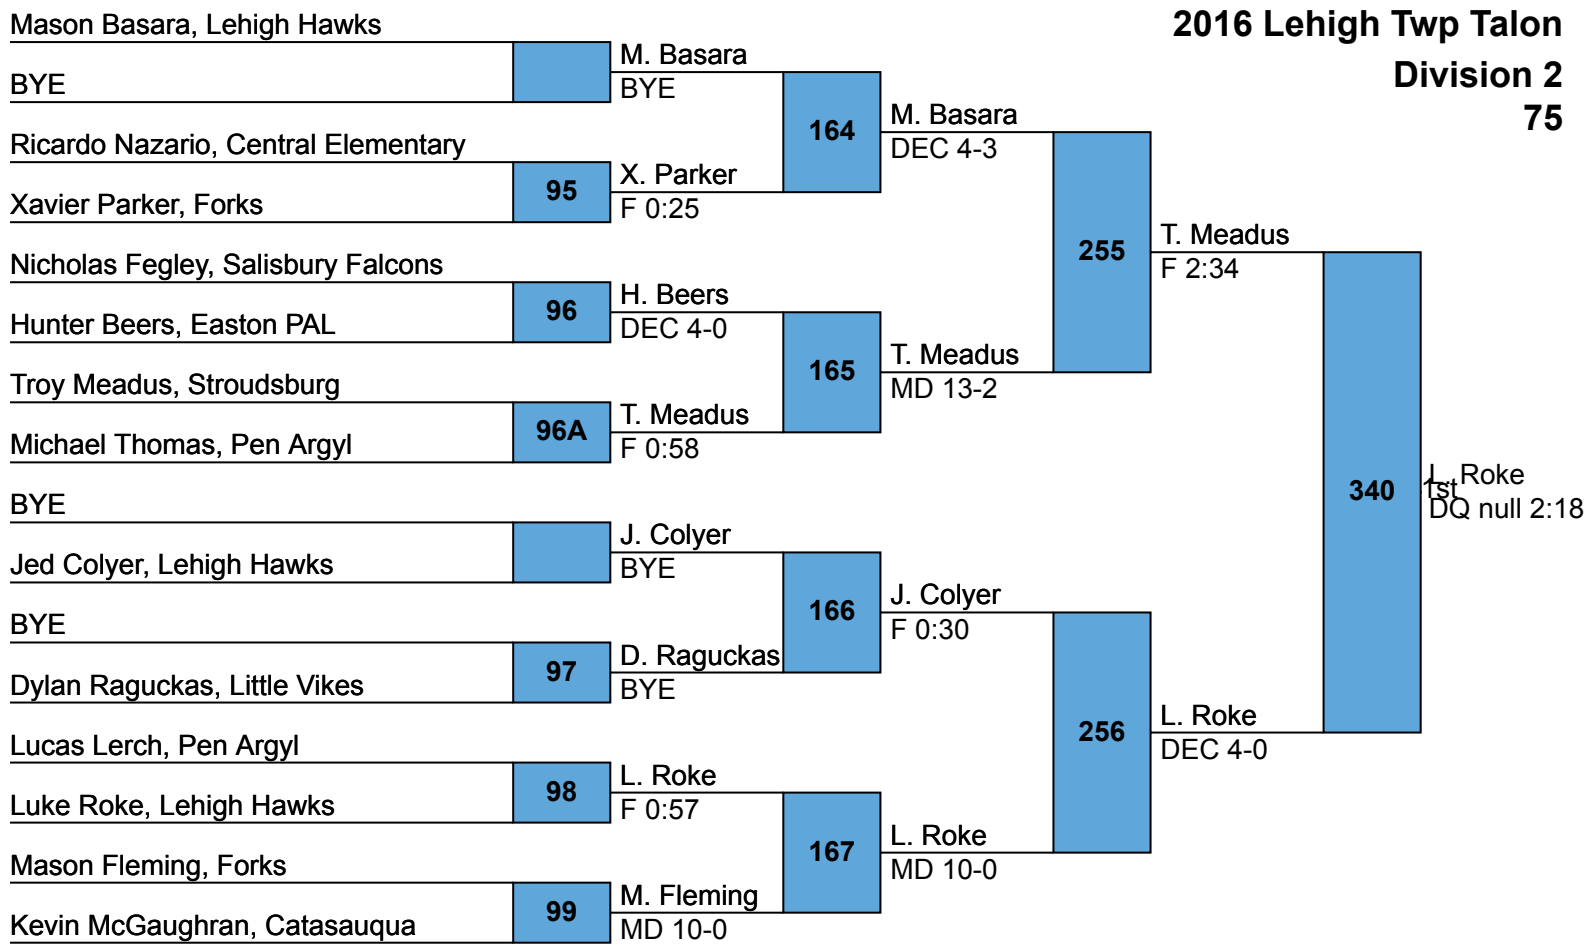 2016 Lehigh Twp Talon
Division 2
75
Mason Basara, Lehigh Hawks
BYE
Ricardo Nazario, Central Elementary
95
Xavier Parker, Forks
Nicholas Fegley, Salisbury Falcons
96
Hunter Beers, Easton PAL
Troy Meadus, Stroudsburg
96A
Michael Thomas, Pen Argyl
BYE
Jed Colyer, Lehigh Hawks
BYE
97
Dylan Raguckas, Little Vikes
Lucas Lerch, Pen Argyl
98
Luke Roke, Lehigh Hawks
Mason Fleming, Forks
99
Kevin McGaughran, Catasauqua
M. Basara
BYE
164
X. Parker
F 0:25
H. Beers
DEC 4-0
165
T. Meadus
F 0:58
J. Colyer
BYE
166
D. Raguckas
BYE
L. Roke
F 0:57
167
M. Fleming
MD 10-0
M. Basara
DEC 4-3
255
T. Meadus
MD 13-2
J. Colyer
F 0:30
256
L. Roke
MD 10-0
T. Meadus
F 2:34
340
L. Roke
DEC 4-0
L. Roke
1st
DQ null 2:18